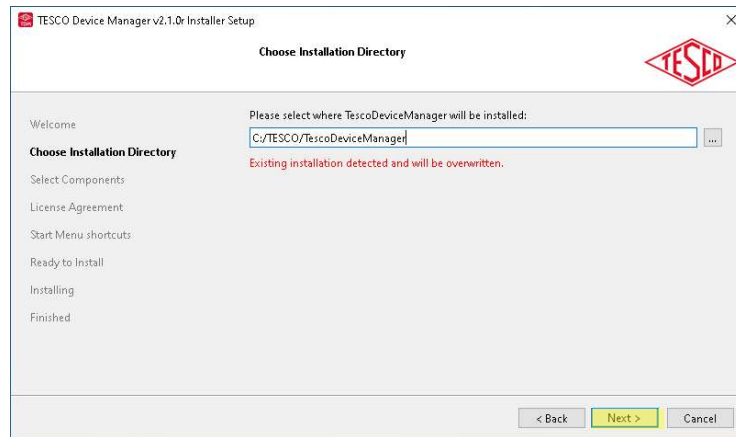 TESCO Device Manager v2.1.0r Installer Setup
Choose Installation Directory
TESCO
Welcome
Choose Installation Directory
Select Components
License Agreement
Start Menu shortcuts
Ready to Install
Installing
Finished
Please select where TescoDeviceManager will be installed:
C:/TESCO/TescoDeviceManager
...
Existing installation detected and will be overwritten.
< Back
Next >
Cancel